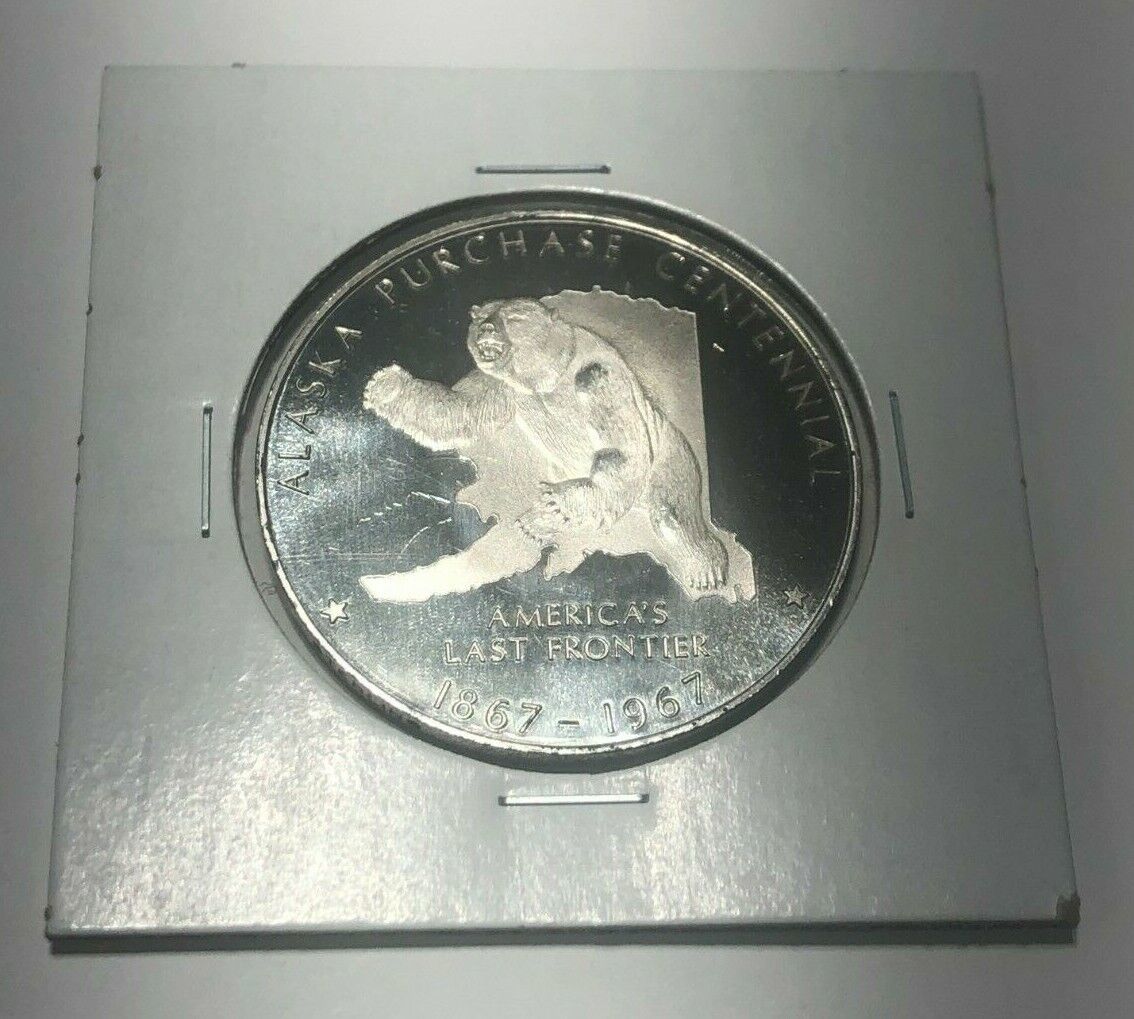 ALASKA PURCHASE CENTENNIAL
AMERICA'S
LAST FRONTIER
1867-1967